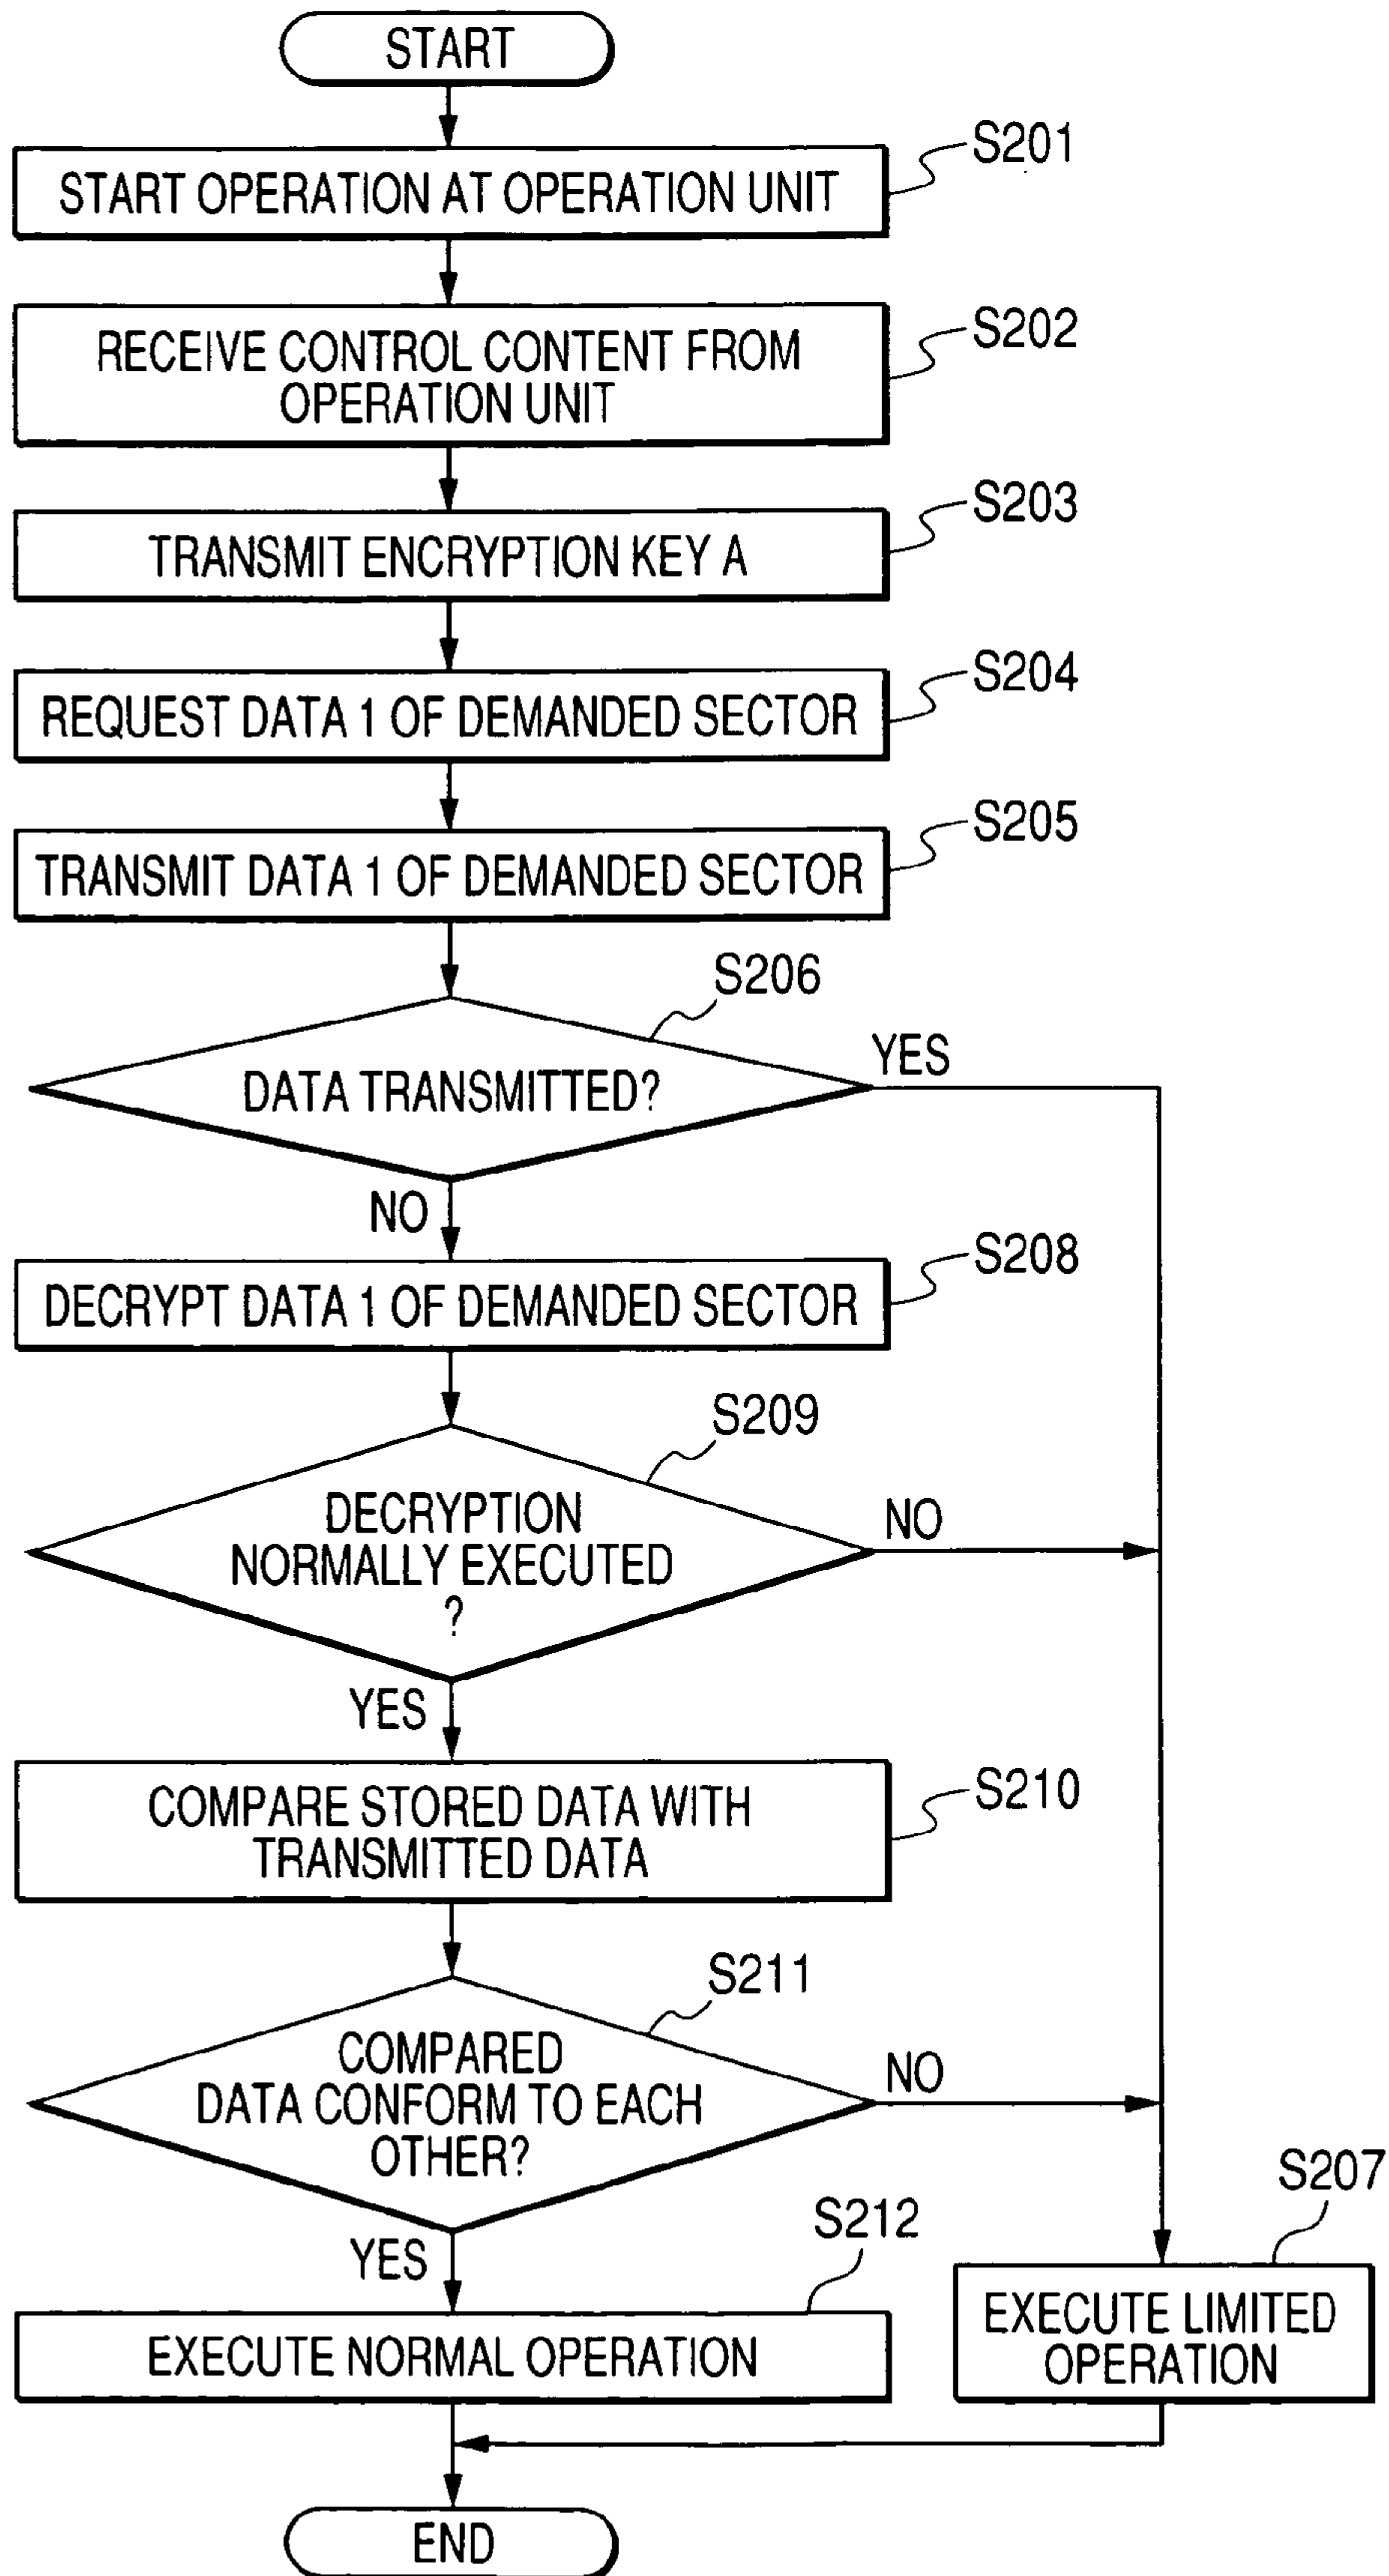 START
S201
START OPERATION AT OPERATION UNIT
S202
RECEIVE CONTROL CONTENT FROM
OPERATION UNIT
S203
TRANSMIT ENCRYPTION KEY A
S204
REQUEST DATA 1 OF DEMANDED SECTOR
S205
TRANSMIT DATA 1 OF DEMANDED SECTOR
S206
DATA TRANSMITTED?
YES
NO
S208
DECRYPT DATA 1 OF DEMANDED SECTOR
S209
DECRYPTION
NORMALLY EXECUTED
?
NO
YES
S210
COMPARE STORED DATA WITH
TRANSMITTED DATA
S211
COMPARED
DATA CONFORM TO EACH
OTHER?
NO
YES
S212
EXECUTE NORMAL OPERATION
S207
EXECUTE LIMITED
OPERATION
END